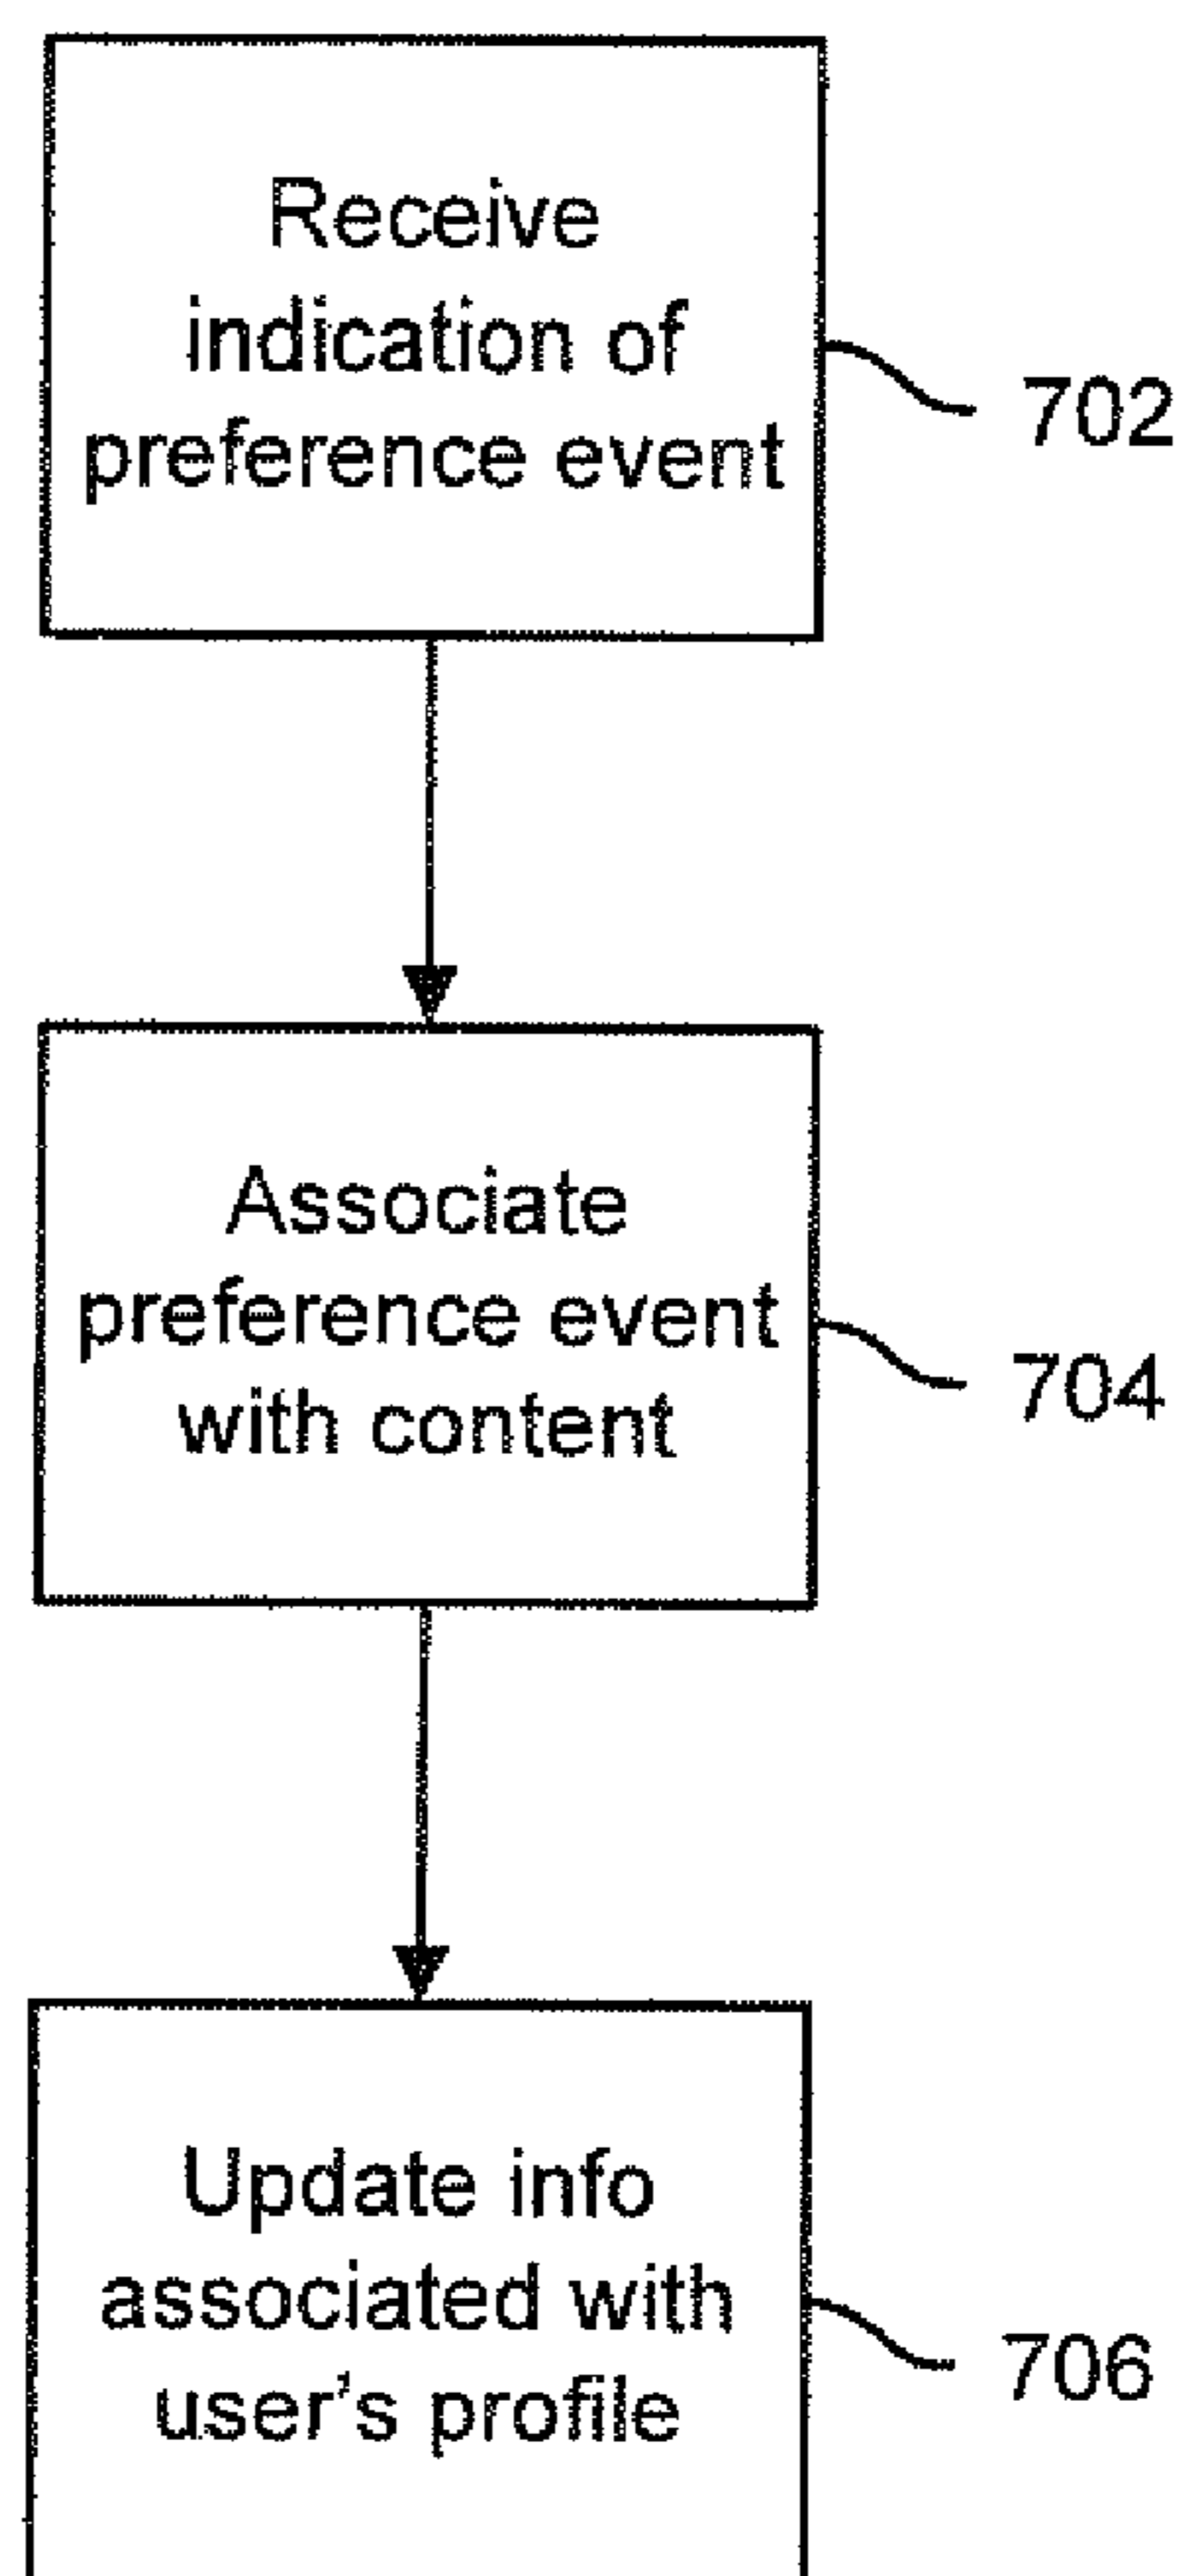 Receive
indication of
preference event
702
Associate
preference event
with content
704
Update info
associated with
user's profile
706